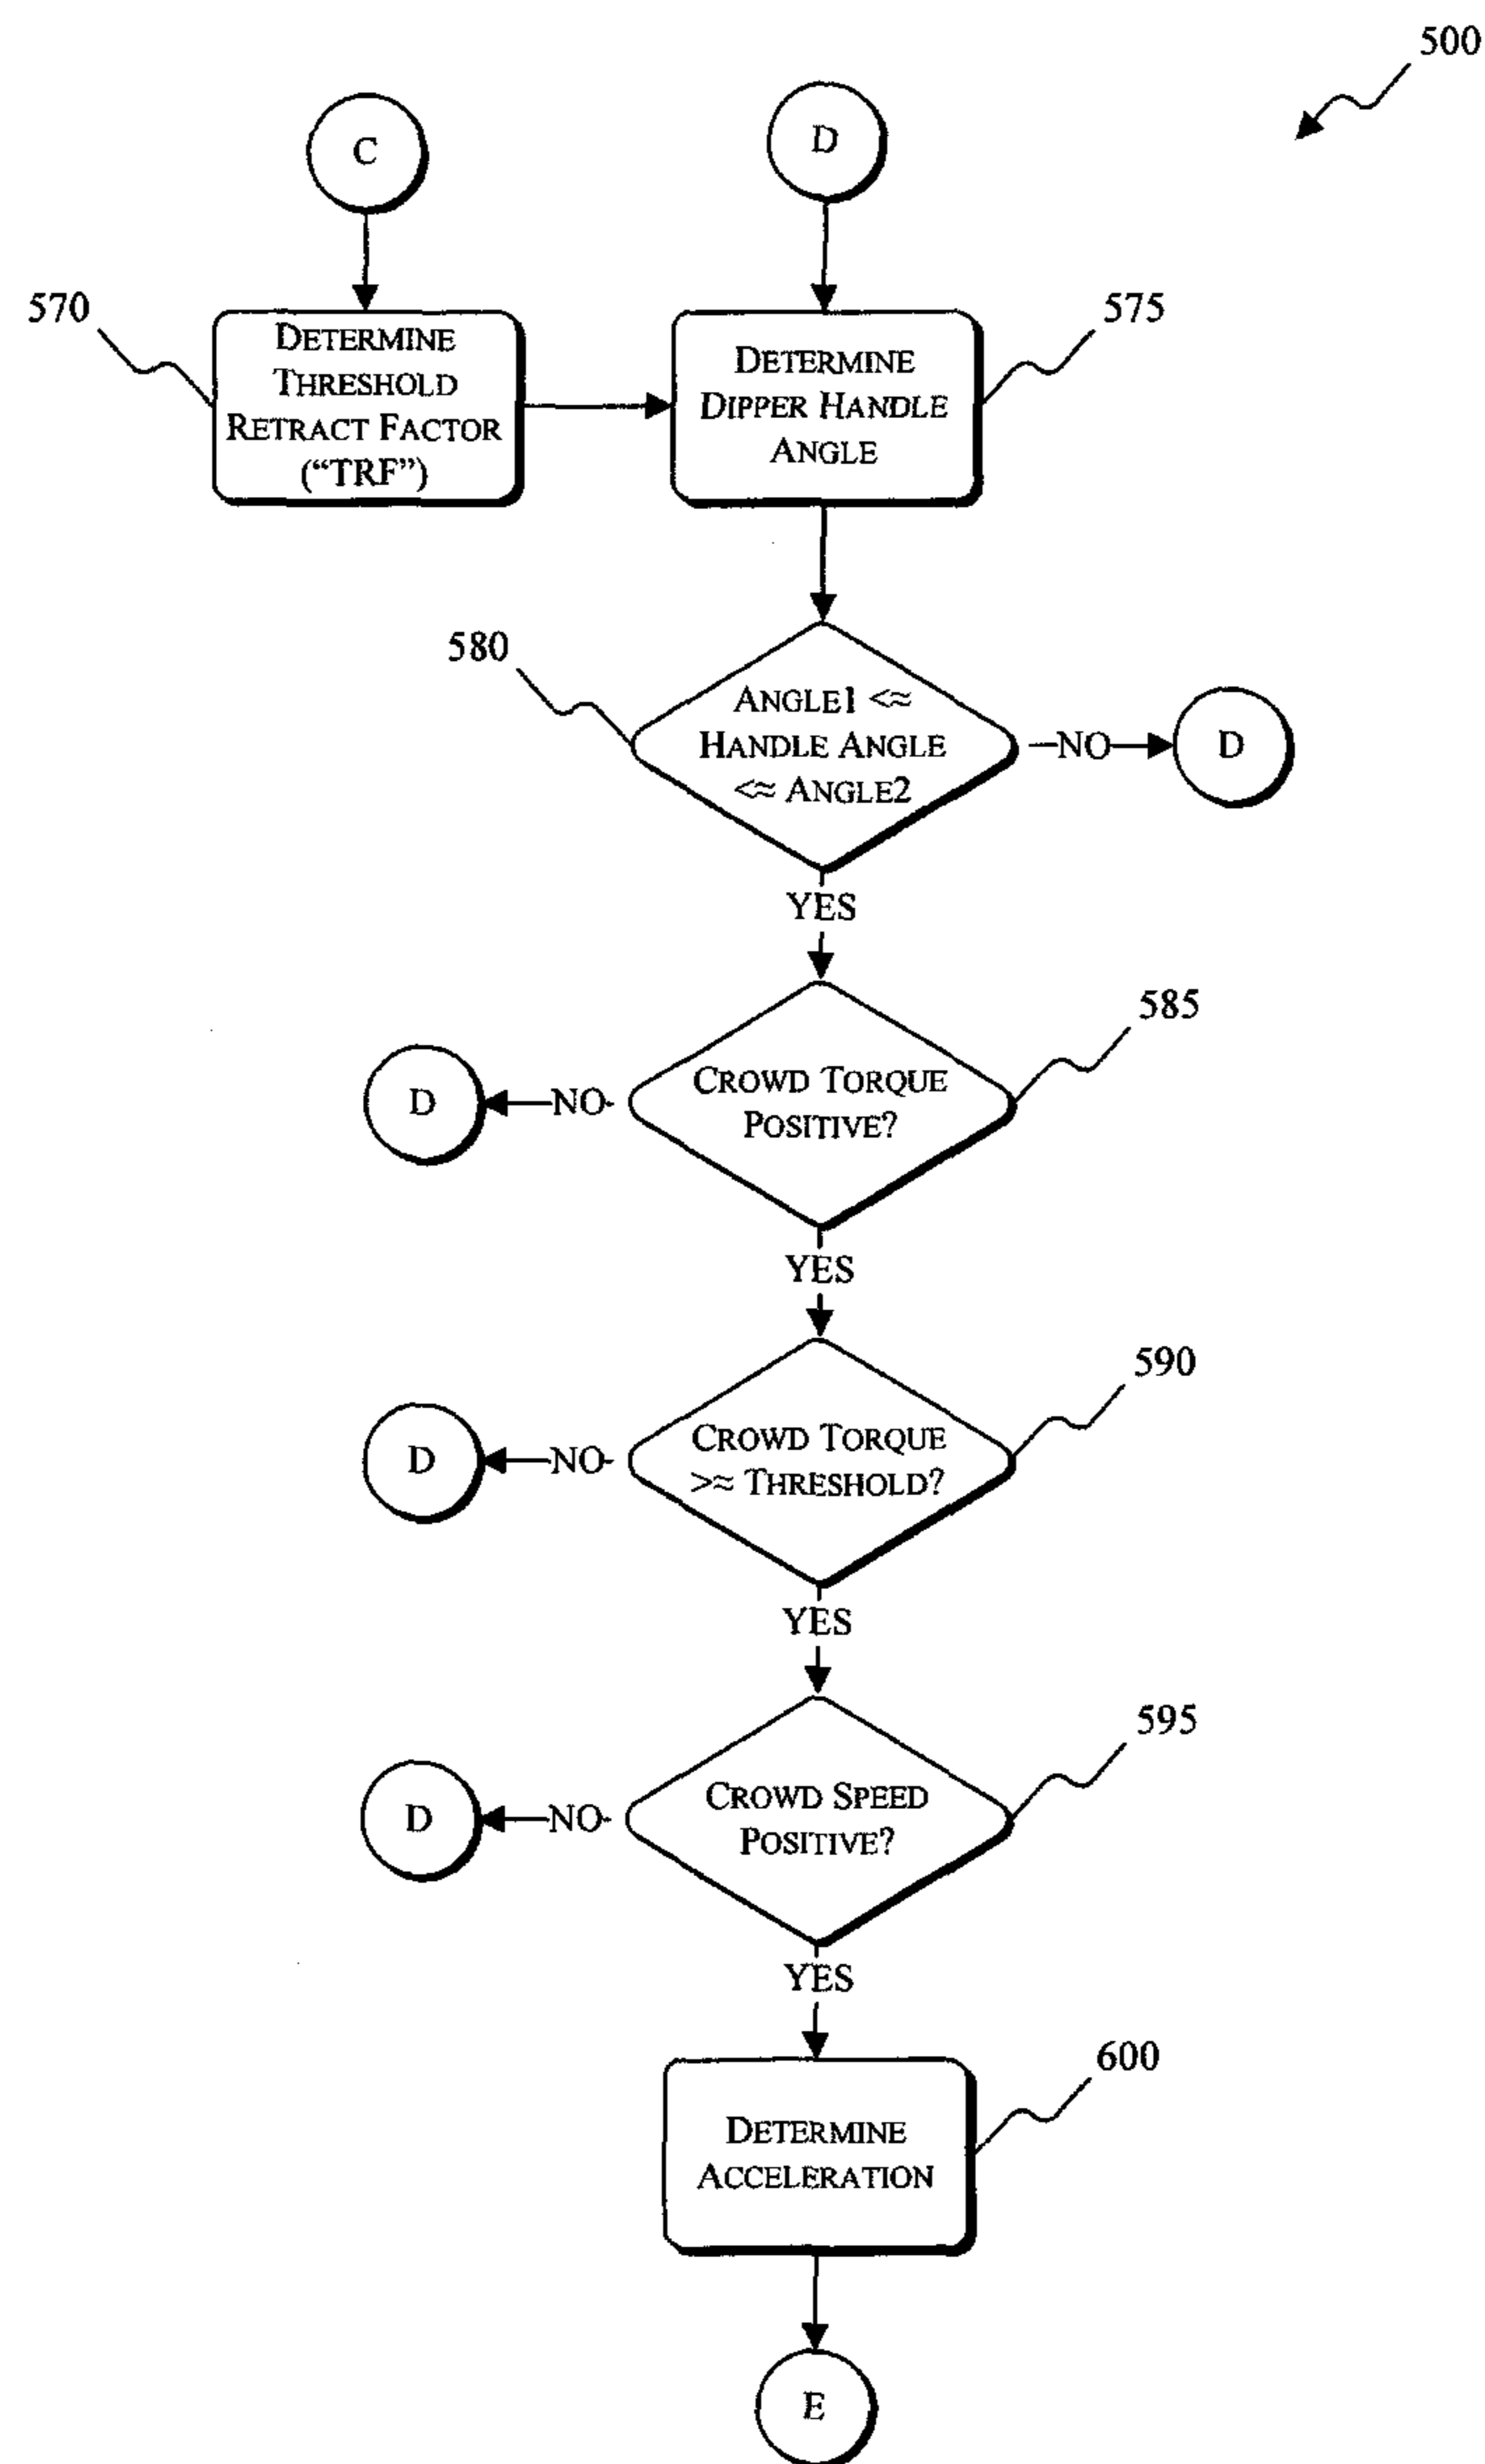 500
C
D
570
DETERMINE
THRESHOLD
RETRACT FACTOR
(“TRF”)
575
DETERMINE
DIPPER HANDLE
ANGLE
580
ANGLE1 <≈
HANDLE ANGLE
<≈ ANGLE2
NO
D
YES
585
CROWD TORQUE
POSITIVE?
NO
D
YES
590
CROWD TORQUE
>≈ THRESHOLD?
NO
D
YES
595
CROWD SPEED
POSITIVE?
NO
D
YES
600
DETERMINE
ACCELERATION
E